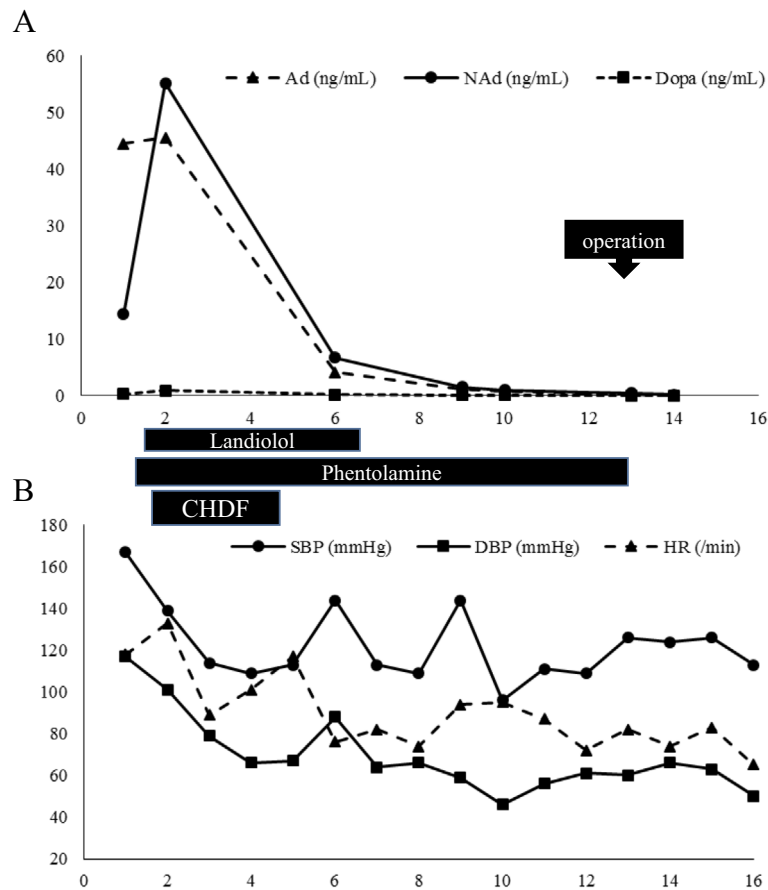 A
60
Ad (ng/mL) NAd (ng/mL) Dopa (ng/mL)
50
40
30
operation
20
10
0
0 2 4 6 8 10 12 14 16
Landiolol
Phentolamine
B
CHDF
180
SBP (mmHg) DBP (mmHg) HR (/min)
160
140
120
100
80
60
40
20
0 2 4 6 8 10 12 14 16